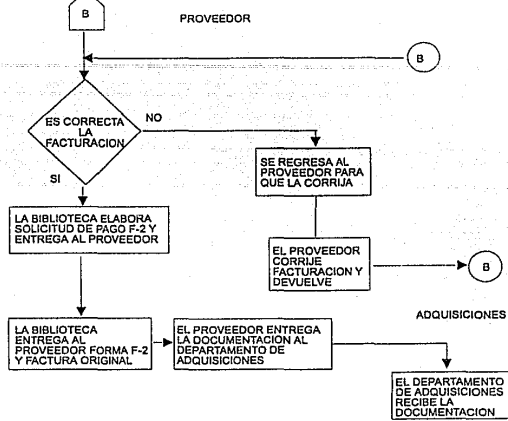 B
PROVEEDOR
B
ES CORRECTA
LA
FACTURACION
NO
SI
SE REGRESA AL
PROVEEDOR PARA
QUE LA CORRIJA
LA BIBLIOTECA ELABORA
SOLICITUD DE PAGO F-2 Y
ENTREGA AL PROVEEDOR
EL PROVEEDOR
CORRIJE
FACTURACION Y
DEVUELVE
B
ADQUISICIONES
LA BIBLIOTECA
ENTREGA AL
PROVEEDOR FORMA F-2
Y FACTURA ORIGINAL
EL PROVEEDOR ENTREGA
LA DOCUMENTACION AL
DEPARTAMENTO DE
ADQUISICIONES
EL DEPARTAMENTO
DE ADQUISICIONES
RECIBE LA
DOCUMENTACION